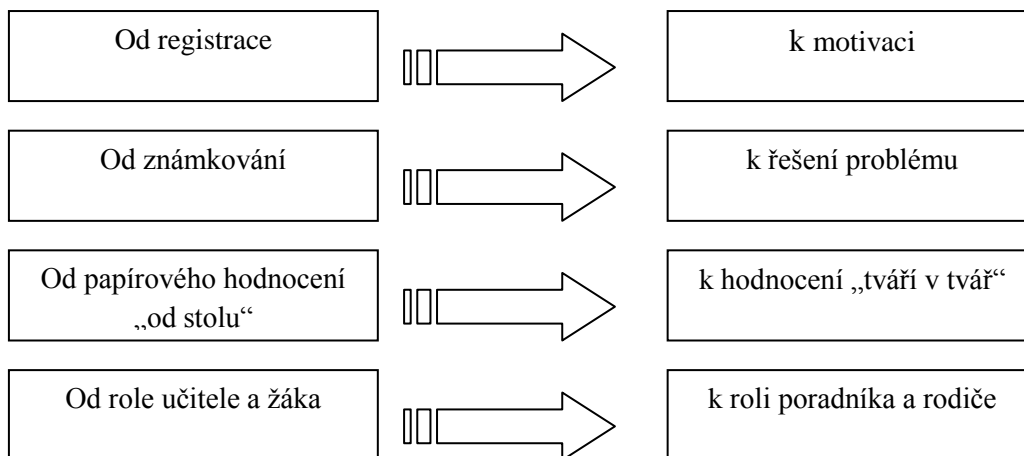 Od registrace
k motivaci
Od známkování
k řešení problému
Od papírového hodnocení
„od stolu“
k hodnocení „tváří v tvář“
Od role učitele a žáka
k roli poradníka a rodiče